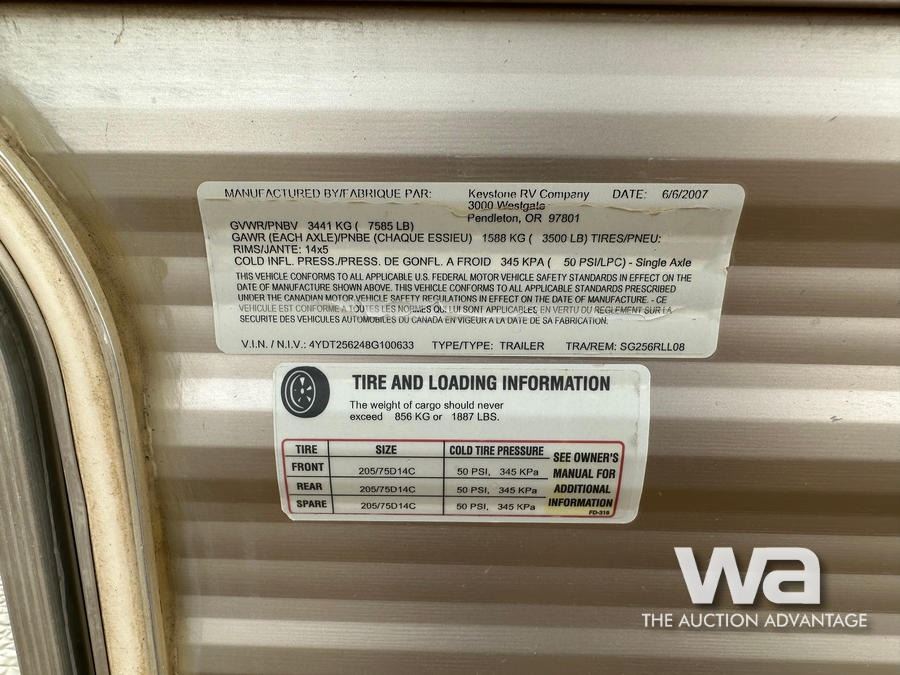 MANUFACTURED BY/FABRIQUE PAR: Keystone RV Company DATE: 6/6/2007
3000 Westgate
Pendleton, OR 97801
GVWR/PNBV 3441 KG ( 7585 LB)
GAWR (EACH AXLE)/PNBE (CHAQUE ESSIEU) 1588 KG ( 3500 LB) TIRES/PNEU:
RIMS/JANTE: 14x5
COLD INFL. PRESS./PRESS. DE GONFL. A FROID 345 KPA ( 50 PSI/LPC) - Single Axle
THIS VEHICLE CONFORMS TO ALL APPLICABLE U.S. FEDERAL MOTOR VEHICLE SAFETY STANDARDS IN EFFECT ON THE
DATE OF MANUFACTURE SHOWN ABOVE. THIS VEHICLE CONFORMS TO ALL APPLICABLE STANDARDS PRESCRIBED
UNDER THE CANADIAN MOTOR VEHICLE SAFETY REGULATIONS IN EFFECT ON THE DATE OF MANUFACTURE. - CE
VEHICULE EST CONFORME A TOUTES LES NORMES QUI LUI SONT APPLICABLES EN VERTU DU REGLEMENT SUR LA
SECURITE DES VEHICULES AUTOMOBILES DU CANADA EN VIGEUR A LA DATE DE SA FABRICATION.
V.I.N. / N.I.V.: 4YDT256248G100633 TYPE/TYPE: TRAILER TRA/REM: SG256RLL08
TIRE AND LOADING INFORMATION
The weight of cargo should never
exceed 856 KG or 1887 LBS.
TIRE SIZE COLD TIRE PRESSURE
FRONT 205/75D14C 50 PSI, 345 KPa
REAR 205/75D14C 50 PSI, 345 KPa
SPARE 205/75D14C 50 PSI, 345 KPa
SEE OWNER'S
MANUAL FOR
ADDITIONAL
INFORMATION
FD-316
wa
THE AUCTION ADVANTAGE